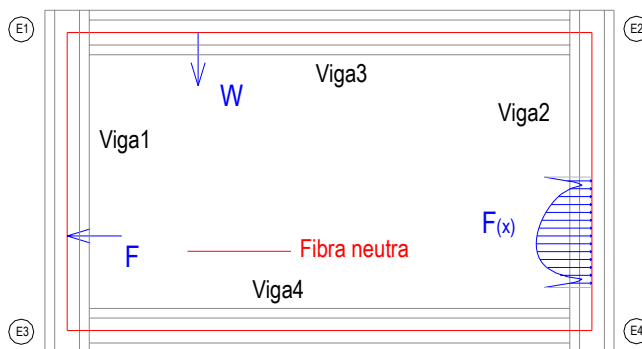 E1
E2
Viga3
W
Viga2
Viga1
F(x)
F
Fibra neutra
Viga4
E3
E4